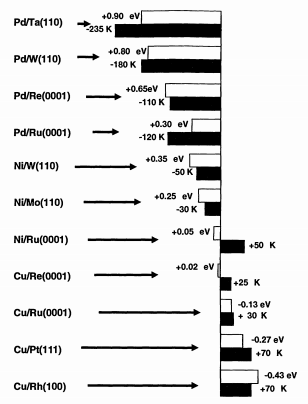 +0.90 eV
Pd/Ta(110)
-235 K
+0.80 eV
Pd/W(110)
-180 K
+0.65eV
Pd/Re(0001)
-110 K
+0.30 eV
Pd/Ru(0001)
-120 K
+0.35 eV
Ni/W(110)
-50 K
+0.25 eV
Ni/Mo(110)
-30 K
+0.05 eV
Ni/Ru(0001)
+50 K
+0.02 eV
Cu/Re(0001)
+25 K
-0.13 eV
Cu/Ru(0001)
+ 30 K
-0.27 eV
Cu/Pt(111)
+70 K
-0.43 eV
Cu/Rh(100)
+70 K